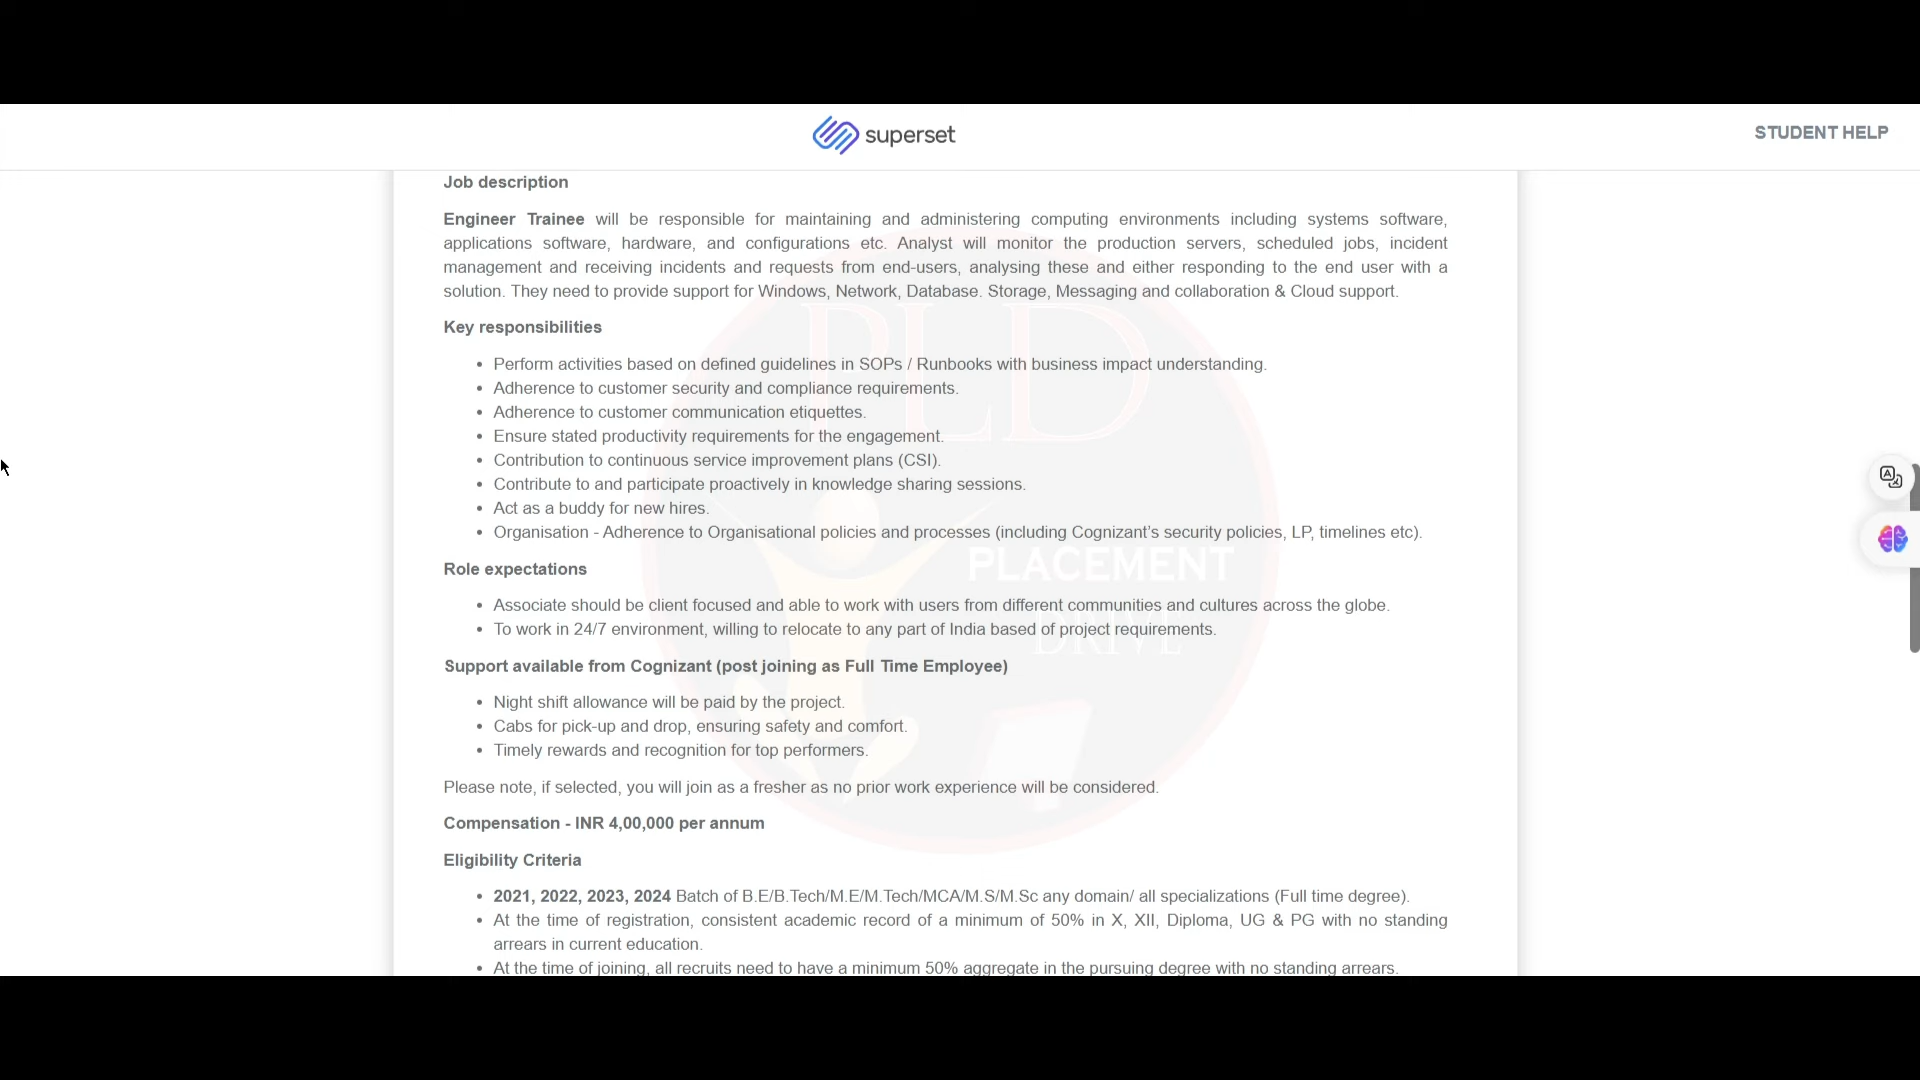 superset
STUDENT HELP
Job description
Engineer Trainee will be responsible for maintaining and administering computing environments including systems software,
applications software, hardware, and configurations etc. Analyst will monitor the production servers, scheduled jobs, incident
management and receiving incidents and requests from end-users, analysing these and either responding to the end user with a
solution. They need to provide support for Windows, Network, Database. Storage, Messaging and collaboration & Cloud support.
Key responsibilities
• Perform activities based on defined guidelines in SOPs / Runbooks with business impact understanding.
• Adherence to customer security and compliance requirements.
• Adherence to customer communication etiquettes.
• Ensure stated productivity requirements for the engagement.
• Contribution to continuous service improvement plans (CSI).
• Contribute to and participate proactively in knowledge sharing sessions.
• Act as a buddy for new hires.
• Organisation - Adherence to Organisational policies and processes (including Cognizant's security policies, LP, timelines etc).
PLD
PLACEMENT
DRIVE
Role expectations
• Associate should be client focused and able to work with users from different communities and cultures across the globe.
• To work in 24/7 environment, willing to relocate to any part of India based of project requirements.
Support available from Cognizant (post joining as Full Time Employee)
• Night shift allowance will be paid by the project.
• Cabs for pick-up and drop, ensuring safety and comfort.
• Timely rewards and recognition for top performers.
Please note, if selected, you will join as a fresher as no prior work experience will be considered.
Compensation - INR 4,00,000 per annum
Eligibility Criteria
• 2021, 2022, 2023, 2024 Batch of B.E/B.Tech/M.E/M.Tech/MCA/M.S/M.Sc any domain/ all specializations (Full time degree).
• At the time of registration, consistent academic record of a minimum of 50% in X, XII, Diploma, UG & PG with no standing
arrears in current education.
• At the time of joining, all recruits need to have a minimum 50% aggregate in the pursuing degree with no standing arrears.